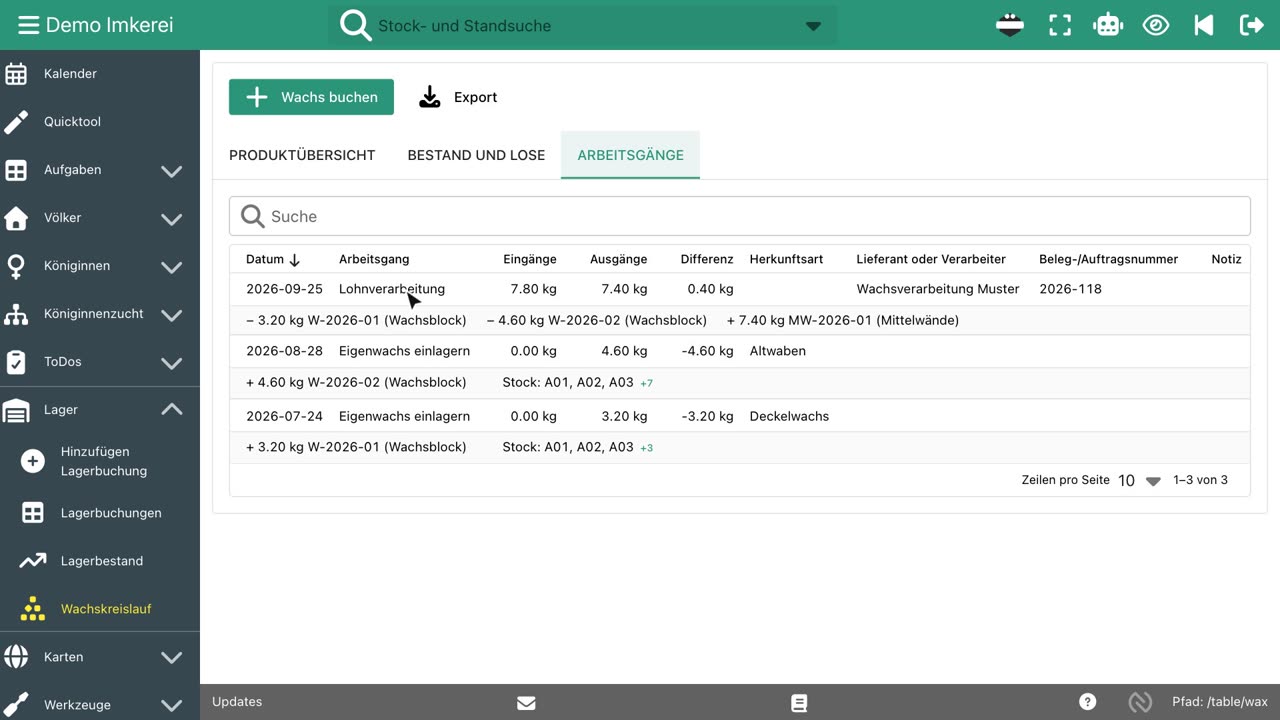 Demo Imkerei
Stock- und Standsuche
Kalender
Quicktool
Aufgaben
Völker
Königinnen
Königinnenzucht
ToDos
Lager
Hinzufügen
Lagerbuchung
Lagerbuchungen
Lagerbestand
Wachskreislauf
Karten
Werkzeuge
Wachs buchen
Export
PRODUKTÜBERSICHT BESTAND UND LOSE ARBEITSGÄNGE
Suche
Datum Arbeitsgang Eingänge Ausgänge Differenz Herkunftsart Lieferant oder Verarbeiter Beleg-/Auftragsnummer Notiz
2026-09-25 Lohnverarbeitung 7.80 kg 7.40 kg 0.40 kg Wachsverarbeitung Muster 2026-118
− 3.20 kg W-2026-01 (Wachsblock) − 4.60 kg W-2026-02 (Wachsblock) + 7.40 kg MW-2026-01 (Mittelwände)
2026-08-28 Eigenwachs einlagern 0.00 kg 4.60 kg -4.60 kg Altwaben
+ 4.60 kg W-2026-02 (Wachsblock) Stock: A01, A02, A03 +7
2026-07-24 Eigenwachs einlagern 0.00 kg 3.20 kg -3.20 kg Deckelwachs
+ 3.20 kg W-2026-01 (Wachsblock) Stock: A01, A02, A03 +3
Zeilen pro Seite 10 1–3 von 3
Updates
Pfad: /table/wax